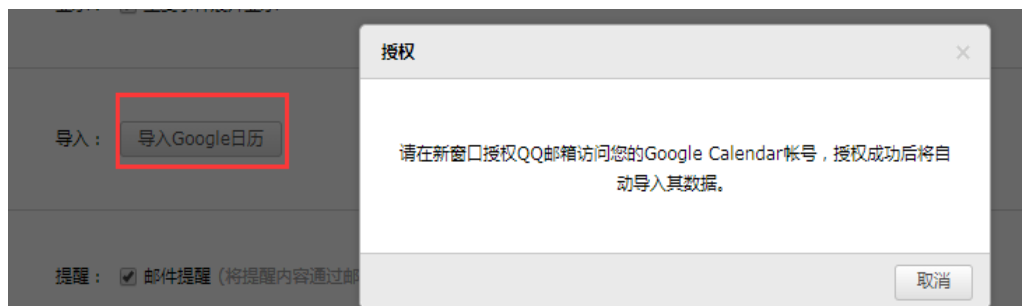 授权
导入： 导入Google日历
请在新窗口授权QQ邮箱访问您的Google Calendar帐号，授权成功后将自
动导入其数据。
提醒： 邮件提醒 (将提醒内容通过邮
取消